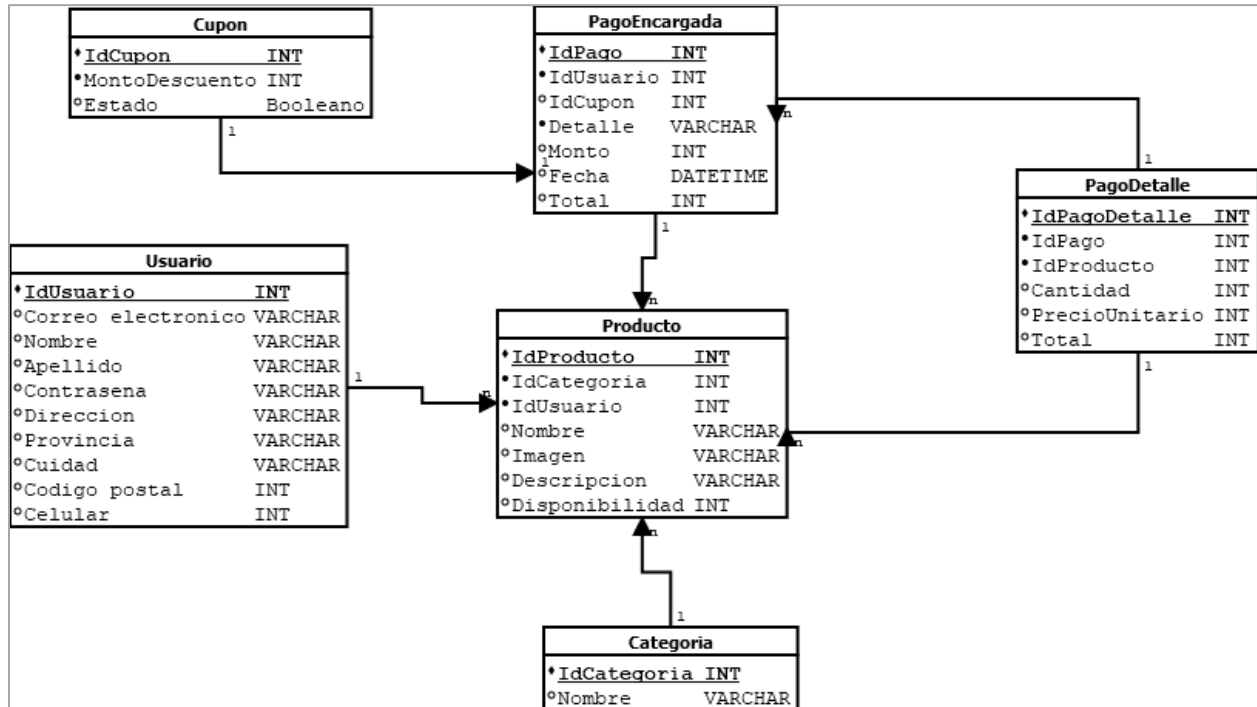 Cupon
IdCupon INT
MontoDescuento INT
Estado Booleano
1
PagoEncargada
IdPago INT
IdUsuario INT
IdCupon INT
Detalle VARCHAR
Monto INT
Fecha DATETIME
Total INT
1
n
1
1
PagoDetalle
IdPagoDetalle INT
IdPago INT
IdProducto INT
Cantidad INT
PrecioUnitario INT
Total INT
1
Usuario
IdUsuario INT
Correo electronico VARCHAR
Nombre VARCHAR
Apellido VARCHAR
Contrasena VARCHAR
Direccion VARCHAR
Provincia VARCHAR
Cuidad VARCHAR
Codigo postal INT
Celular INT
1
n
n
Producto
IdProducto INT
IdCategoria INT
IdUsuario INT
Nombre VARCHAR
Imagen VARCHAR
Descripcion VARCHAR
Disponibilidad INT
n
n
1
Categoria
IdCategoria INT
Nombre VARCHAR